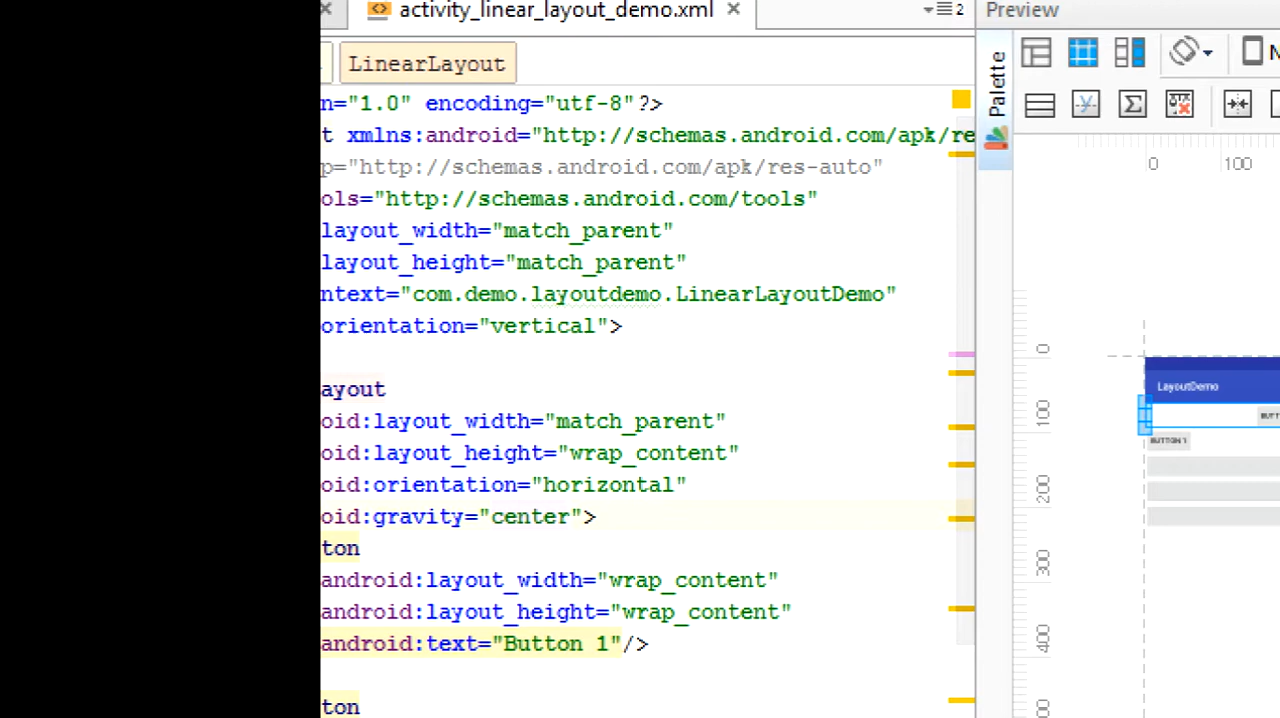 activity_linear_layout_demo.xml
2
Preview
LinearLayout
n="1.0" encoding="utf-8"?>
t xmlns:android="http://schemas.android.com/apk/re
p="http://schemas.android.com/apk/res-auto"
ols="http://schemas.android.com/tools"
layout_width="match_parent"
layout_height="match_parent"
ntext="com.demo.layoutdemo.LinearLayoutDemo"
orientation="vertical">
ayout
oid:layout_width="match_parent"
oid:layout_height="wrap_content"
oid:orientation="horizontal"
oid:gravity="center">
ton
android:layout_width="wrap_content"
android:layout_height="wrap_content"
android:text="Button 1"/>
ton
Palette
N
0 100
0
100
200
300
400
LayoutDemo
BUTT
BUTTON 1